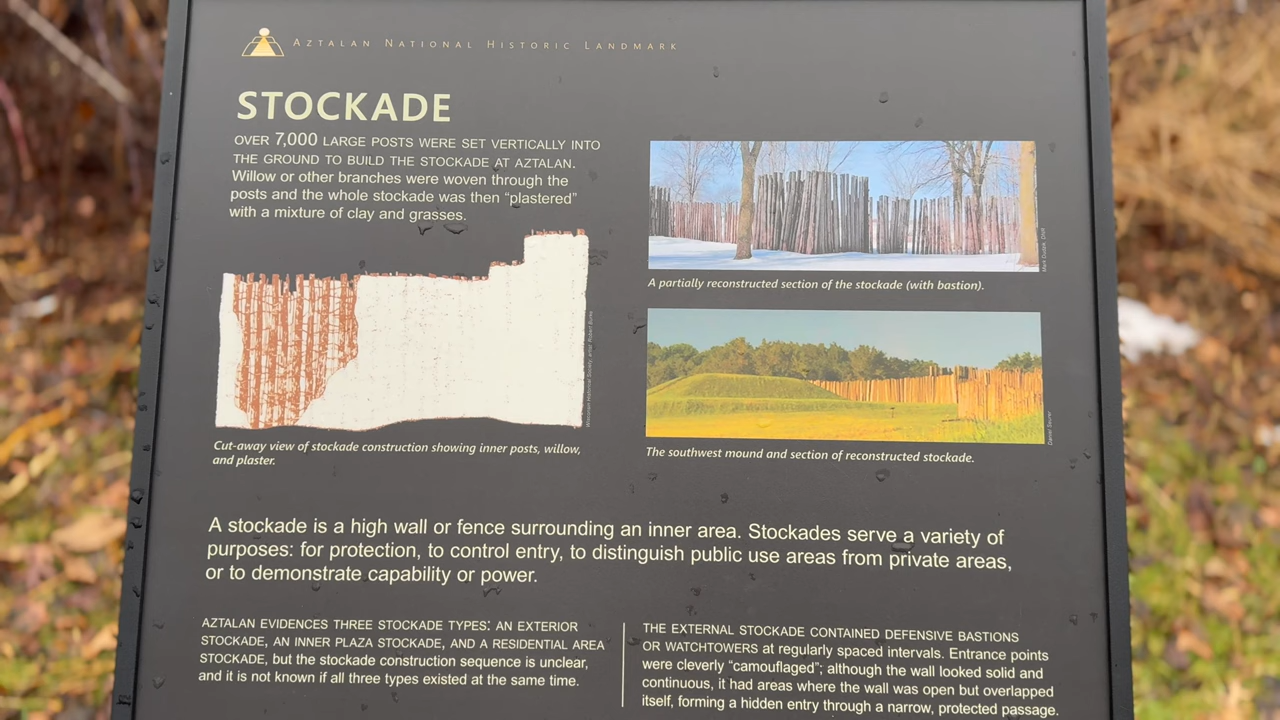 AZTALAN NATIONAL HISTORIC LANDMARK
STOCKADE
OVER 7,000 LARGE POSTS WERE SET VERTICALLY INTO
THE GROUND TO BUILD THE STOCKADE AT AZTALAN.
Willow or other branches were woven through the
posts and the whole stockade was then “plastered”
with a mixture of clay and grasses.
Wisconsin Historical Society, artist: Robert Burke
Cut-away view of stockade construction showing inner posts, willow,
and plaster.
A partially reconstructed section of the stockade (with bastion).
Daniel Seurer
The southwest mound and section of reconstructed stockade.
A stockade is a high wall or fence surrounding an inner area. Stockades serve a variety of
purposes: for protection, to control entry, to distinguish public use areas from private areas,
or to demonstrate capability or power.
AZTALAN EVIDENCES THREE STOCKADE TYPES: AN EXTERIOR
STOCKADE, AN INNER PLAZA STOCKADE, AND A RESIDENTIAL AREA
STOCKADE, but the stockade construction sequence is unclear,
and it is not known if all three types existed at the same time.
THE EXTERNAL STOCKADE CONTAINED DEFENSIVE BASTIONS
OR WATCHTOWERS at regularly spaced intervals. Entrance points
were cleverly “camouflaged”; although the wall looked solid and
continuous, it had areas where the wall was open but overlapped
itself, forming a hidden entry through a narrow, protected passage.